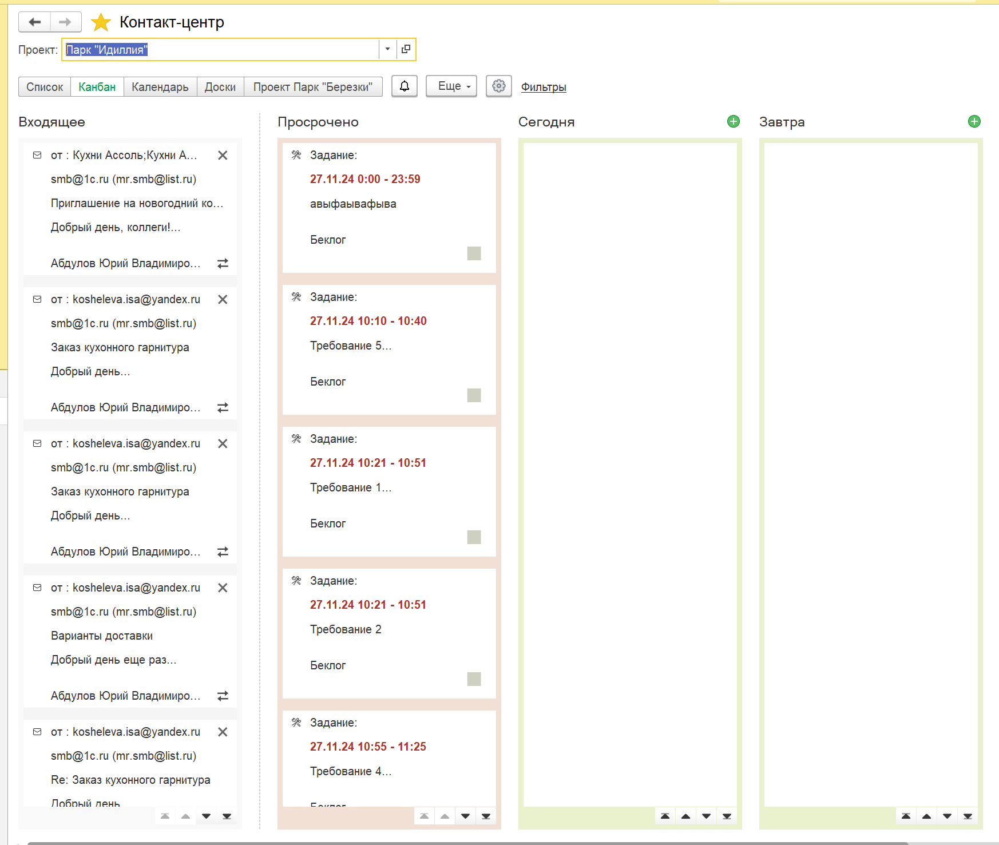 Контакт-центр
Проект: Парк "Идиллия"
Список Канбан Календарь Доски Проект Парк "Березки" Еще Фильтры
Входящее
от : Кухни Ассоль;Кухни А...
smb@1c.ru (mr.smb@list.ru)
Приглашение на новогодний ко...
Добрый день, коллеги!...
Абдулов Юрий Владимиро...
от : kosheleva.isa@yandex.ru
smb@1c.ru (mr.smb@list.ru)
Заказ кухонного гарнитура
Добрый день...
Абдулов Юрий Владимиро...
от : kosheleva.isa@yandex.ru
smb@1c.ru (mr.smb@list.ru)
Заказ кухонного гарнитура
Добрый день...
Абдулов Юрий Владимиро...
от : kosheleva.isa@yandex.ru
smb@1c.ru (mr.smb@list.ru)
Варианты доставки
Добрый день еще раз...
Абдулов Юрий Владимиро...
от : kosheleva.isa@yandex.ru
smb@1c.ru (mr.smb@list.ru)
Re: Заказ кухонного гарнитура
Добрый день
Просрочено
Задание:
27.11.24 0:00 - 23:59
авыфаывафыва
Беклог
Задание:
27.11.24 10:10 - 10:40
Требование 5...
Беклог
Задание:
27.11.24 10:21 - 10:51
Требование 1...
Беклог
Задание:
27.11.24 10:21 - 10:51
Требование 2
Беклог
Задание:
27.11.24 10:55 - 11:25
Требование 4...
Беклог
Сегодня
Завтра